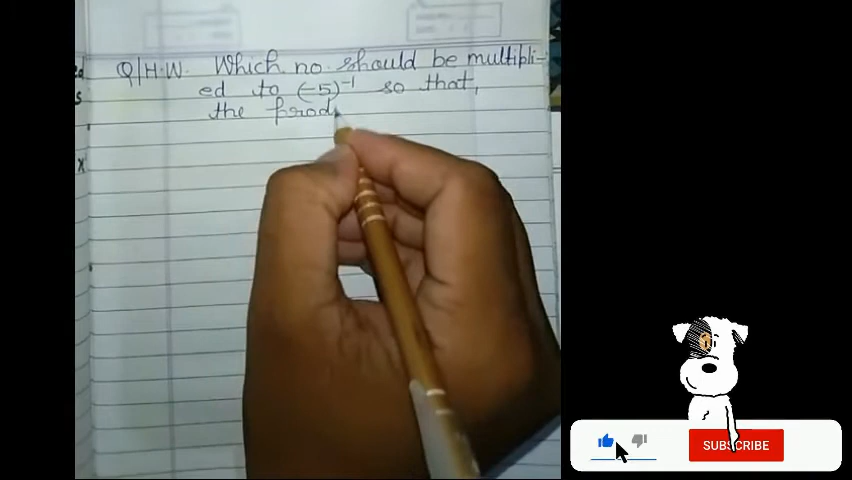 Q/H.W. Which no. should be multipli-
ed to (-5)⁻¹ so that,
the prod
SUBSCRIBE